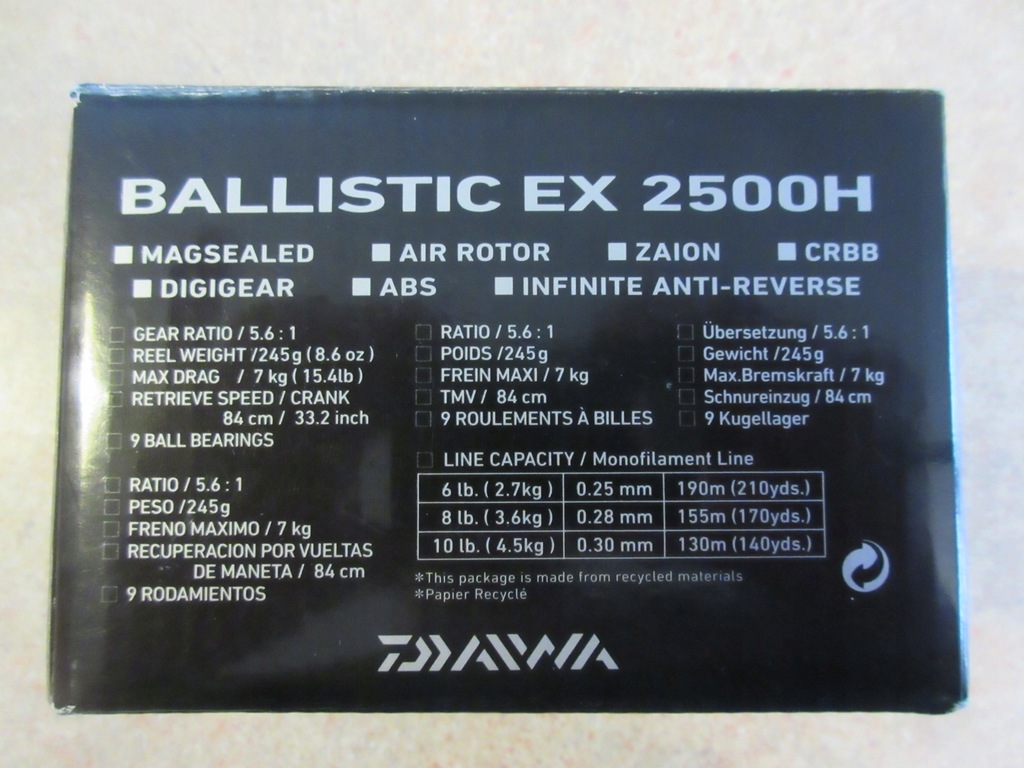 BALLISTIC EX 2500H
MAGSEALED AIR ROTOR ZAION CRBB
DIGIGEAR ABS INFINITE ANTI-REVERSE
GEAR RATIO / 5.6 : 1
REEL WEIGHT /245g ( 8.6 oz )
MAX DRAG / 7 kg ( 15.4lb )
RETRIEVE SPEED / CRANK
84 cm / 33.2 inch
9 BALL BEARINGS
RATIO / 5.6 : 1
PESO /245g
FRENO MAXIMO / 7 kg
RECUPERACION POR VUELTAS
DE MANETA / 84 cm
9 RODAMIENTOS
RATIO / 5.6 : 1
POIDS /245g
FREIN MAXI / 7 kg
TMV / 84 cm
9 ROULEMENTS À BILLES
Übersetzung / 5.6 : 1
Gewicht /245g
Max.Bremskraft / 7 kg
Schnureinzug / 84 cm
9 Kugellager
LINE CAPACITY / Monofilament Line
6 lb. ( 2.7kg ) 0.25 mm 190m (210yds.)
8 lb. ( 3.6kg ) 0.28 mm 155m (170yds.)
10 lb. ( 4.5kg ) 0.30 mm 130m (140yds.)
*This package is made from recycled materials
*Papier Recyclé
DAIWA